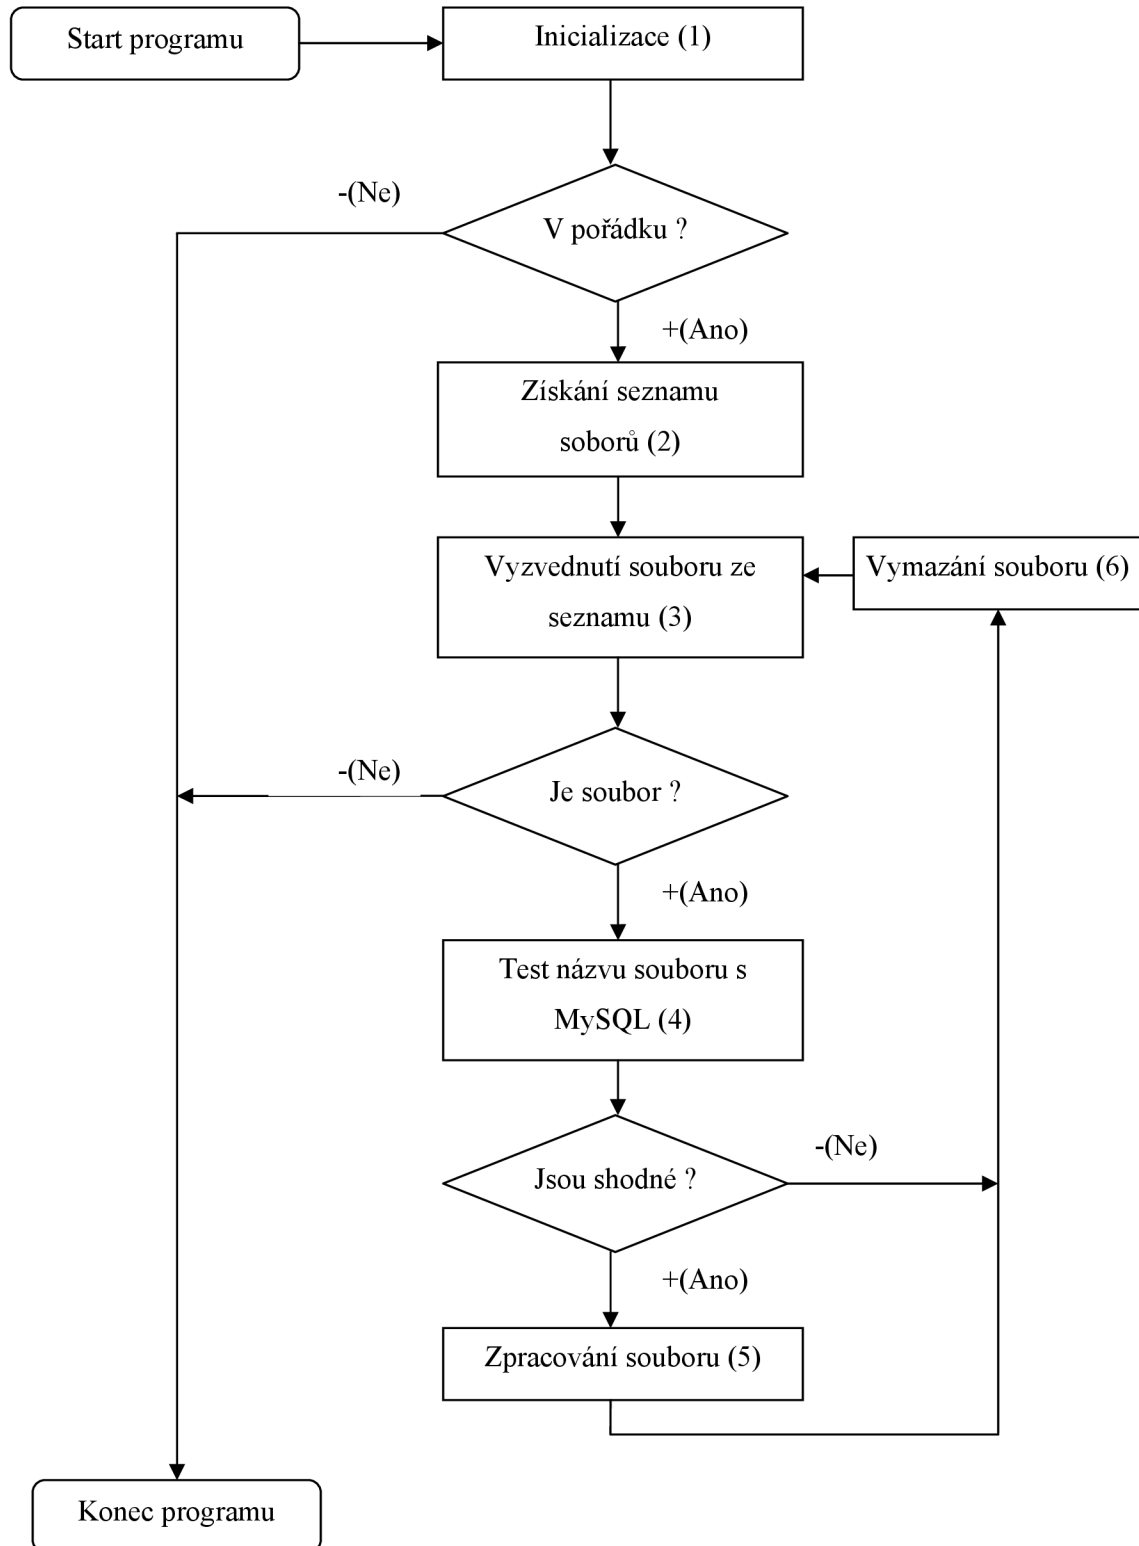 Start programu
Inicializace (1)
-(Ne)
V pořádku ?
+(Ano)
Získání seznamu
soborů (2)
Vyzvednutí souboru ze
seznamu (3)
Vymazání souboru (6)
-(Ne)
Je soubor ?
+(Ano)
Test názvu souboru s
MySQL (4)
-(Ne)
Jsou shodné ?
+(Ano)
Zpracování souboru (5)
Konec programu